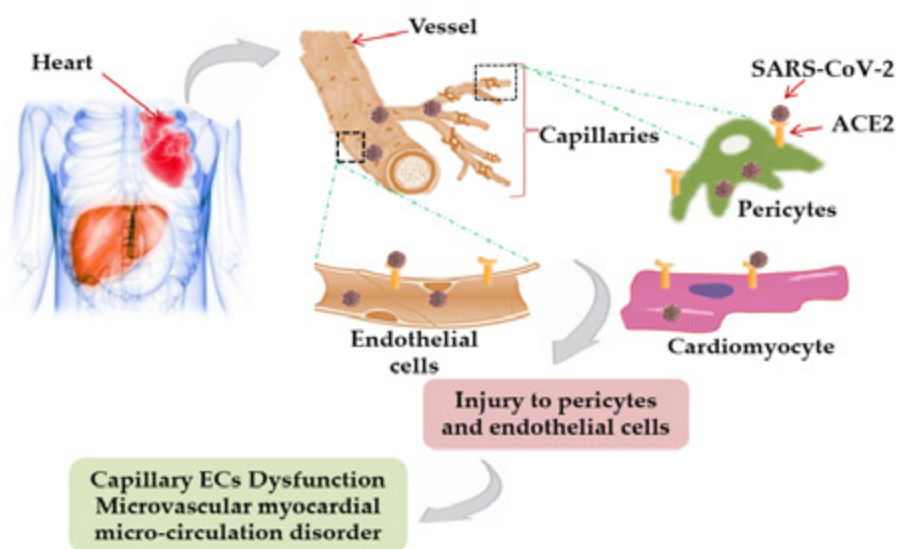 Vessel
Heart
SARS-CoV-2
ACE2
Capillaries
Pericytes
Endothelial
cells
Cardiomyocyte
Injury to pericytes
and endothelial cells
Capillary ECs Dysfunction
Microvascular myocardial
micro-circulation disorder